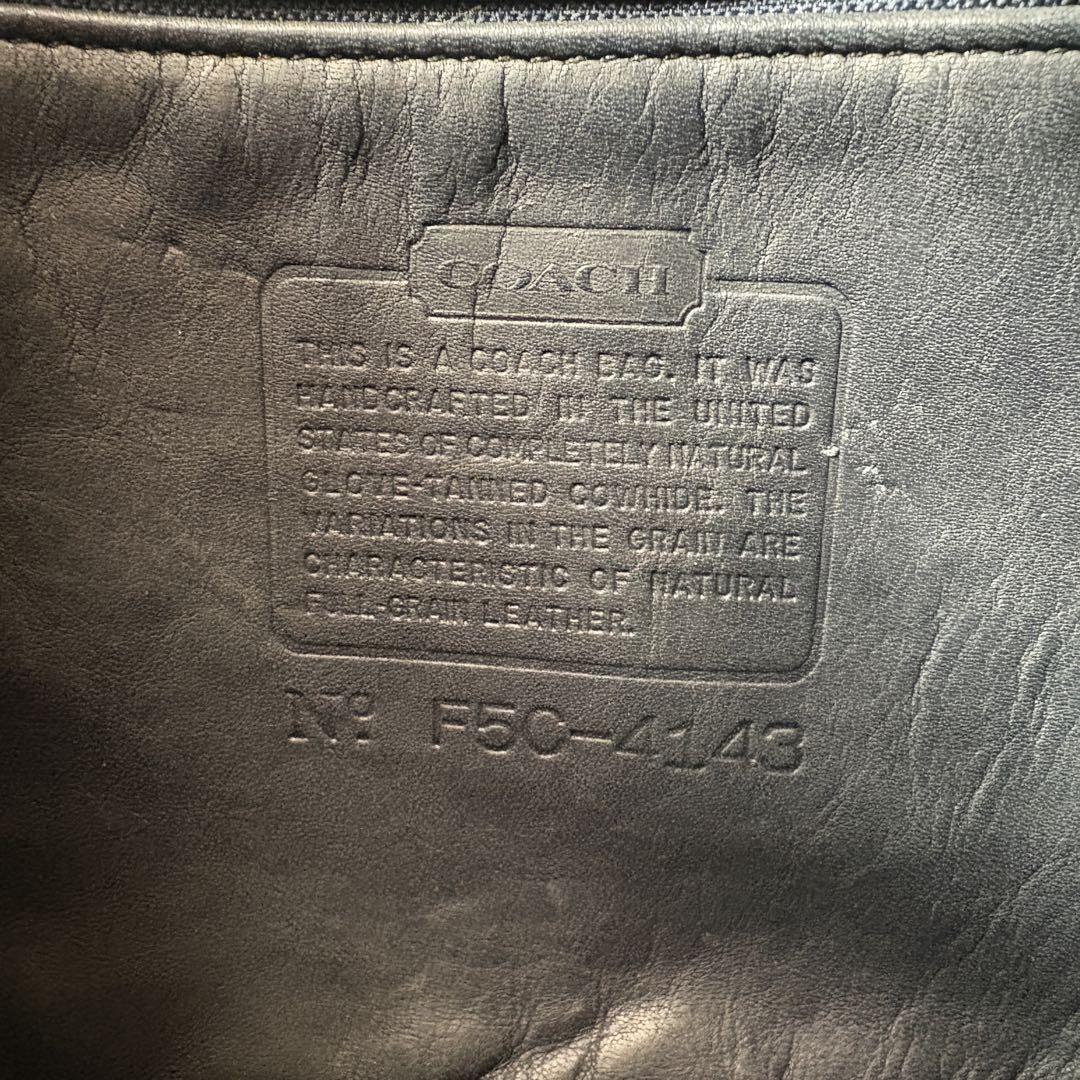 COACH
THIS IS A COACH BAG. IT WAS
HANDCRAFTED IN THE UNITED
STATES OF COMPLETELY NATURAL
GLOVE-TANNED COWHIDE. THE
VARIATIONS IN THE GRAIN ARE
CHARACTERISTIC OF NATURAL
FULL-GRAIN LEATHER.
Nº F5C-4143